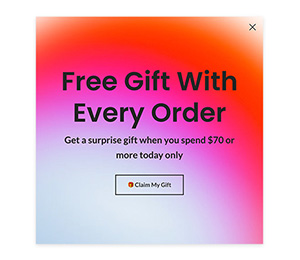 Free Gift With
Every Order
Get a surprise gift when you spend $70 or
more today only
Claim My Gift